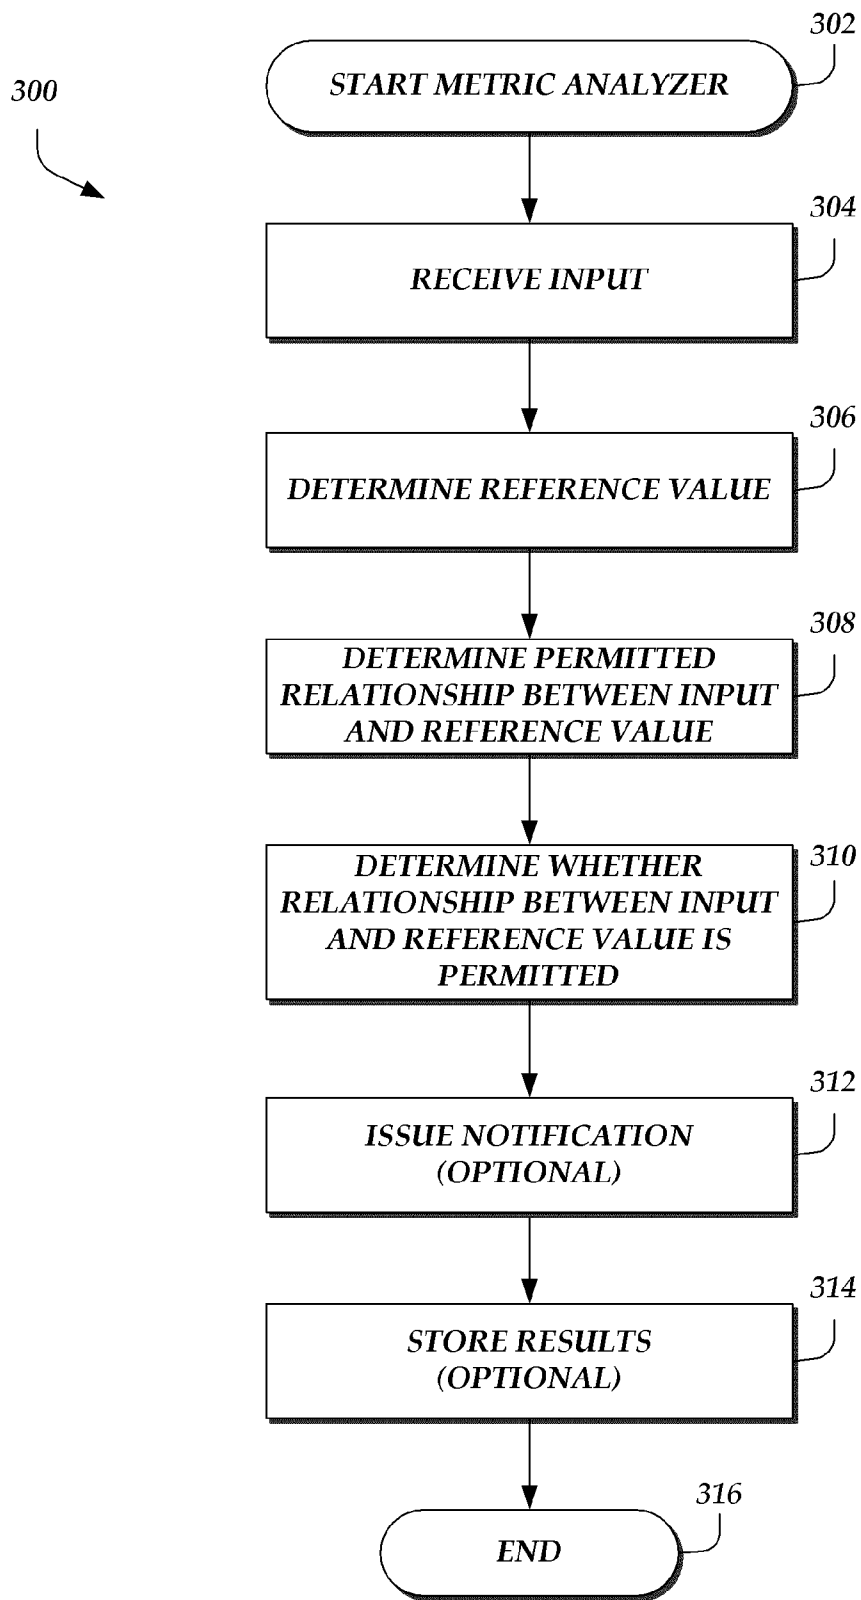 302
START METRIC ANALYZER
300
304
RECEIVE INPUT
306
DETERMINE REFERENCE VALUE
308
DETERMINE PERMITTED
RELATIONSHIP BETWEEN INPUT
AND REFERENCE VALUE
310
DETERMINE WHETHER
RELATIONSHIP BETWEEN INPUT
AND REFERENCE VALUE IS
PERMITTED
312
ISSUE NOTIFICATION
(OPTIONAL)
314
STORE RESULTS
(OPTIONAL)
316
END